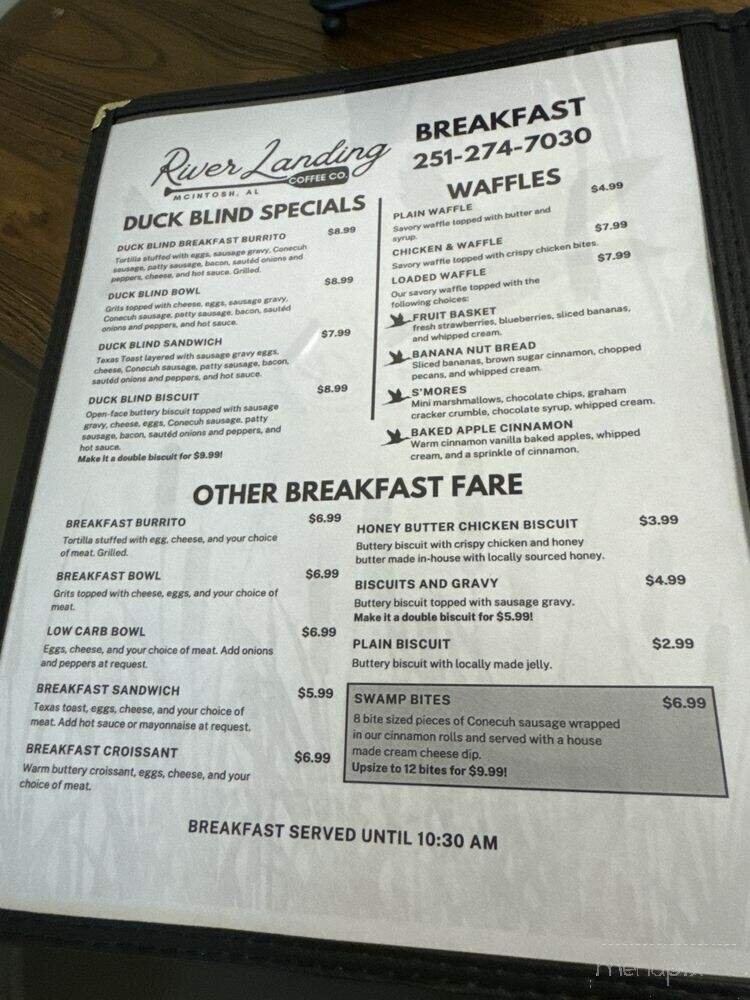 River Landing
COFFEE CO.
MCINTOSH, AL
BREAKFAST
251-274-7030
DUCK BLIND SPECIALS
DUCK BLIND BREAKFAST BURRITO $8.99
Tortilla stuffed with eggs, sausage gravy, Conecuh
sausage, patty sausage, bacon, sautéd onions and
peppers, cheese, and hot sauce. Grilled.
DUCK BLIND BOWL $8.99
Grits topped with cheese, eggs, sausage gravy,
Conecuh sausage, patty sausage, bacon, sautéd
onions and peppers, and hot sauce.
DUCK BLIND SANDWICH $7.99
Texas Toast layered with sausage gravy eggs,
cheese, Conecuh sausage, patty sausage, bacon,
sautéd onions and peppers, and hot sauce.
DUCK BLIND BISCUIT $8.99
Open-face buttery biscuit topped with sausage
gravy, cheese, eggs, Conecuh sausage, patty
sausage, bacon, sautéd onions and peppers, and
hot sauce.
Make it a double biscuit for $9.99!
WAFFLES
PLAIN WAFFLE $4.99
Savory waffle topped with butter and
syrup.
CHICKEN & WAFFLE $7.99
Savory waffle topped with crispy chicken bites.
LOADED WAFFLE $7.99
Our savory waffle topped with the
following choices:
FRUIT BASKET
fresh strawberries, blueberries, sliced bananas,
and whipped cream.
BANANA NUT BREAD
Sliced bananas, brown sugar cinnamon, chopped
pecans, and whipped cream.
S'MORES
Mini marshmallows, chocolate chips, graham
cracker crumble, chocolate syrup, whipped cream.
BAKED APPLE CINNAMON
Warm cinnamon vanilla baked apples, whipped
cream, and a sprinkle of cinnamon.
OTHER BREAKFAST FARE
BREAKFAST BURRITO $6.99
Tortilla stuffed with egg, cheese, and your choice
of meat. Grilled.
BREAKFAST BOWL $6.99
Grits topped with cheese, eggs, and your choice of
meat.
LOW CARB BOWL $6.99
Eggs, cheese, and your choice of meat. Add onions
and peppers at request.
BREAKFAST SANDWICH $5.99
Texas toast, eggs, cheese, and your choice of
meat. Add hot sauce or mayonnaise at request.
BREAKFAST CROISSANT $6.99
Warm buttery croissant, eggs, cheese, and your
choice of meat.
HONEY BUTTER CHICKEN BISCUIT $3.99
Buttery biscuit with crispy chicken and honey
butter made in-house with locally sourced honey.
BISCUITS AND GRAVY $4.99
Buttery biscuit topped with sausage gravy.
Make it a double biscuit for $5.99!
PLAIN BISCUIT $2.99
Buttery biscuit with locally made jelly.
SWAMP BITES $6.99
8 bite sized pieces of Conecuh sausage wrapped
in our cinnamon rolls and served with a house
made cream cheese dip.
Upsize to 12 bites for $9.99!
BREAKFAST SERVED UNTIL 10:30 AM
menupix